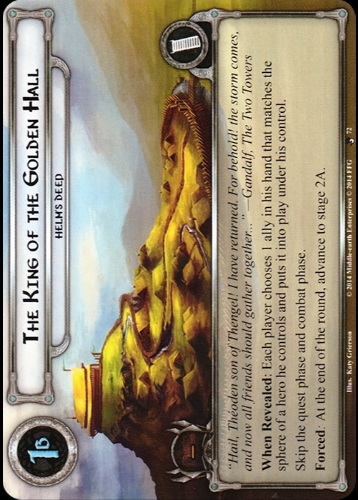 1B
THE KING OF THE GOLDEN HALL
HELM'S DEEP
"Hail, Théoden son of Thengel! I have returned. For behold! the storm comes,
and now all friends should gather together..." —Gandalf, The Two Towers
When Revealed: Each player chooses 1 ally in his hand that matches the
sphere of a hero he controls and puts it into play under his control.
Skip the quest phase and combat phase.
Forced: At the end of the round, advance to stage 2A.
Illus. Katy Grierson © 2014 Middle-earth Enterprises © 2014 FFG 72